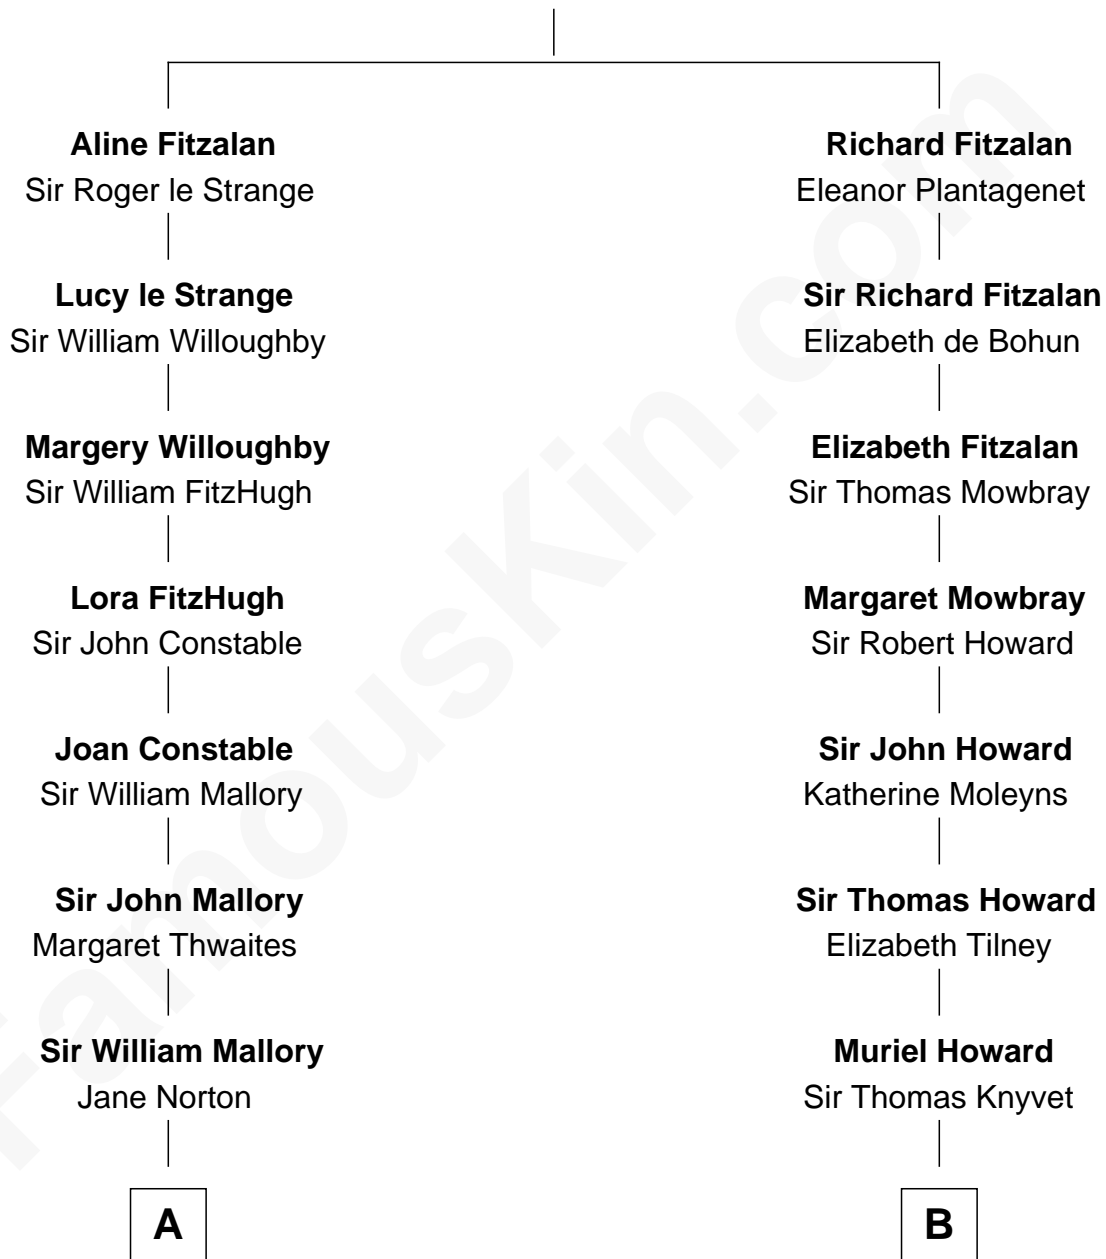 Aline Fitzalan
Sir Roger le Strange
Lucy le Strange
Sir William Willoughby
Margery Willoughby
Sir William FitzHugh
Lora FitzHugh
Sir John Constable
Joan Constable
Sir William Mallory
Sir John Mallory
Margaret Thwaites
Sir William Mallory
Jane Norton
A
Richard Fitzalan
Eleanor Plantagenet
Sir Richard Fitzalan
Elizabeth de Bohun
Elizabeth Fitzalan
Sir Thomas Mowbray
Margaret Mowbray
Sir Robert Howard
Sir John Howard
Katherine Moleyns
Sir Thomas Howard
Elizabeth Tilney
Muriel Howard
Sir Thomas Knyvet
B
FamousKin.com